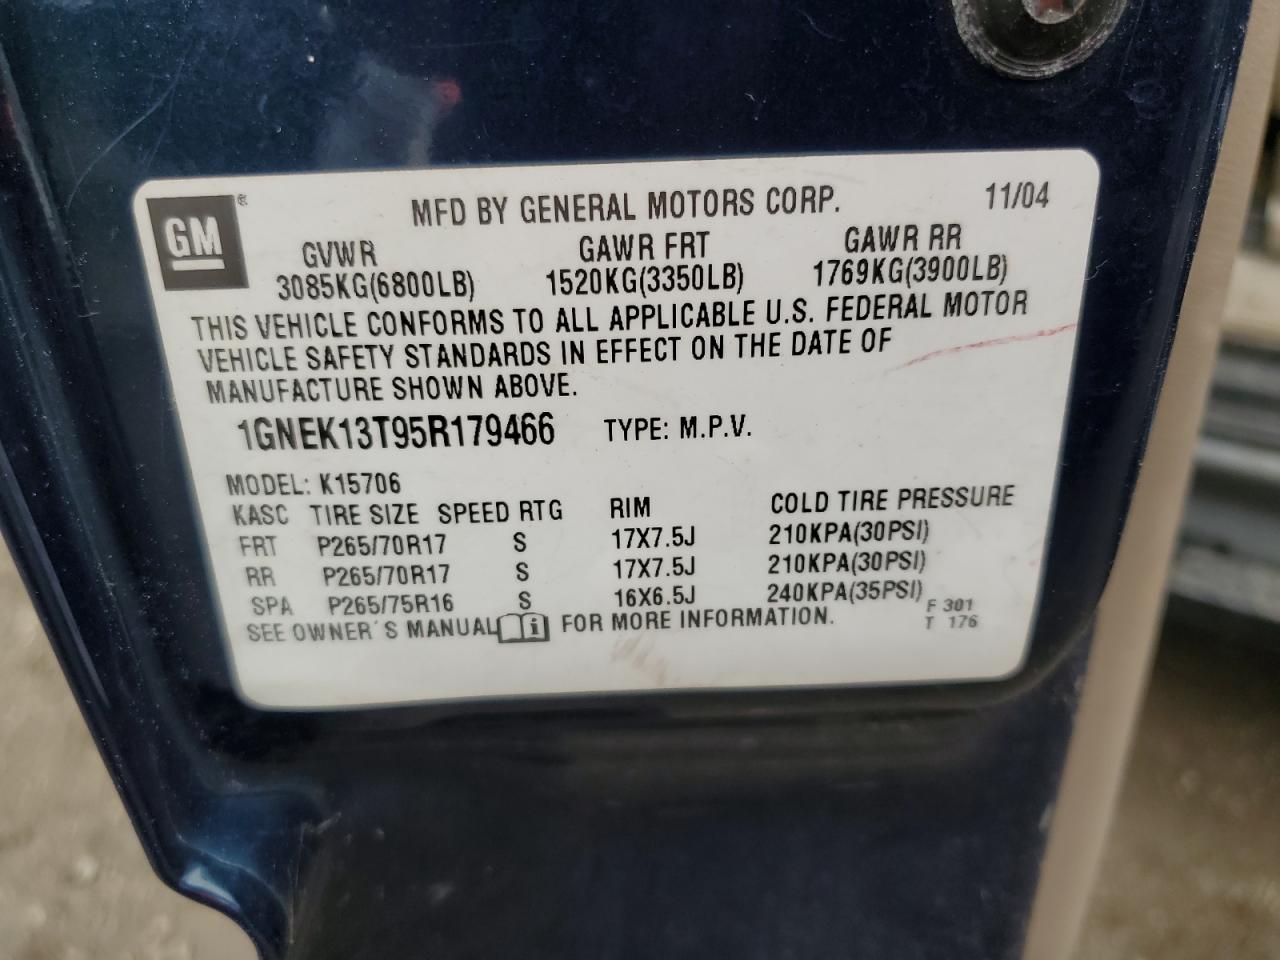 GM ® MFD BY GENERAL MOTORS CORP. 11/04
GVWR GAWR FRT GAWR RR
3085KG(6800LB) 1520KG(3350LB) 1769KG(3900LB)
THIS VEHICLE CONFORMS TO ALL APPLICABLE U.S. FEDERAL MOTOR
VEHICLE SAFETY STANDARDS IN EFFECT ON THE DATE OF
MANUFACTURE SHOWN ABOVE.
1GNEK13T95R179466 TYPE: M.P.V.
MODEL: K15706
KASC TIRE SIZE SPEED RTG RIM COLD TIRE PRESSURE
FRT P265/70R17 S 17X7.5J 210KPA(30PSI)
RR P265/70R17 S 17X7.5J 210KPA(30PSI)
SPA P265/75R16 S 16X6.5J 240KPA(35PSI)
SEE OWNER'S MANUAL i FOR MORE INFORMATION.
F 301
T 176